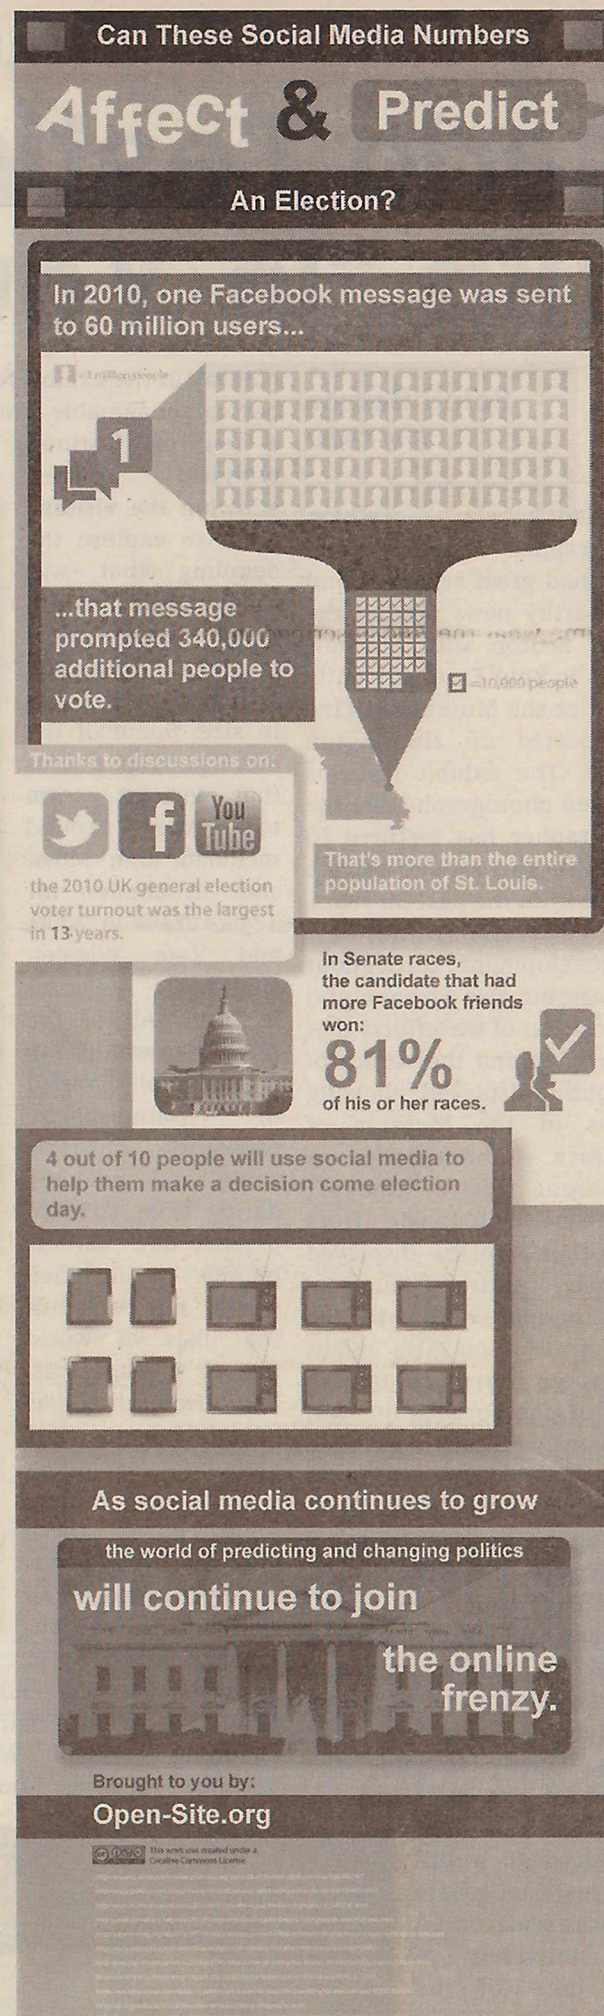 Can These Social Media Numbers
Affect & Predict
An Election?
In 2010, one Facebook message was sent
to 60 million users...
=1 million people
1
...that message
prompted 340,000
additional people to
vote.
=10,000 people
Thanks to discussions on:
f
You
Tube
the 2010 UK general election
voter turnout was the largest
in 13 years.
That's more than the entire
population of St. Louis.
In Senate races,
the candidate that had
more Facebook friends
won:
81%
of his or her races.
4 out of 10 people will use social media to
help them make a decision come election
day.
As social media continues to grow
the world of predicting and changing politics
will continue to join
the online
frenzy.
Brought to you by:
Open-Site.org
This work was created under a
Creative Commons License